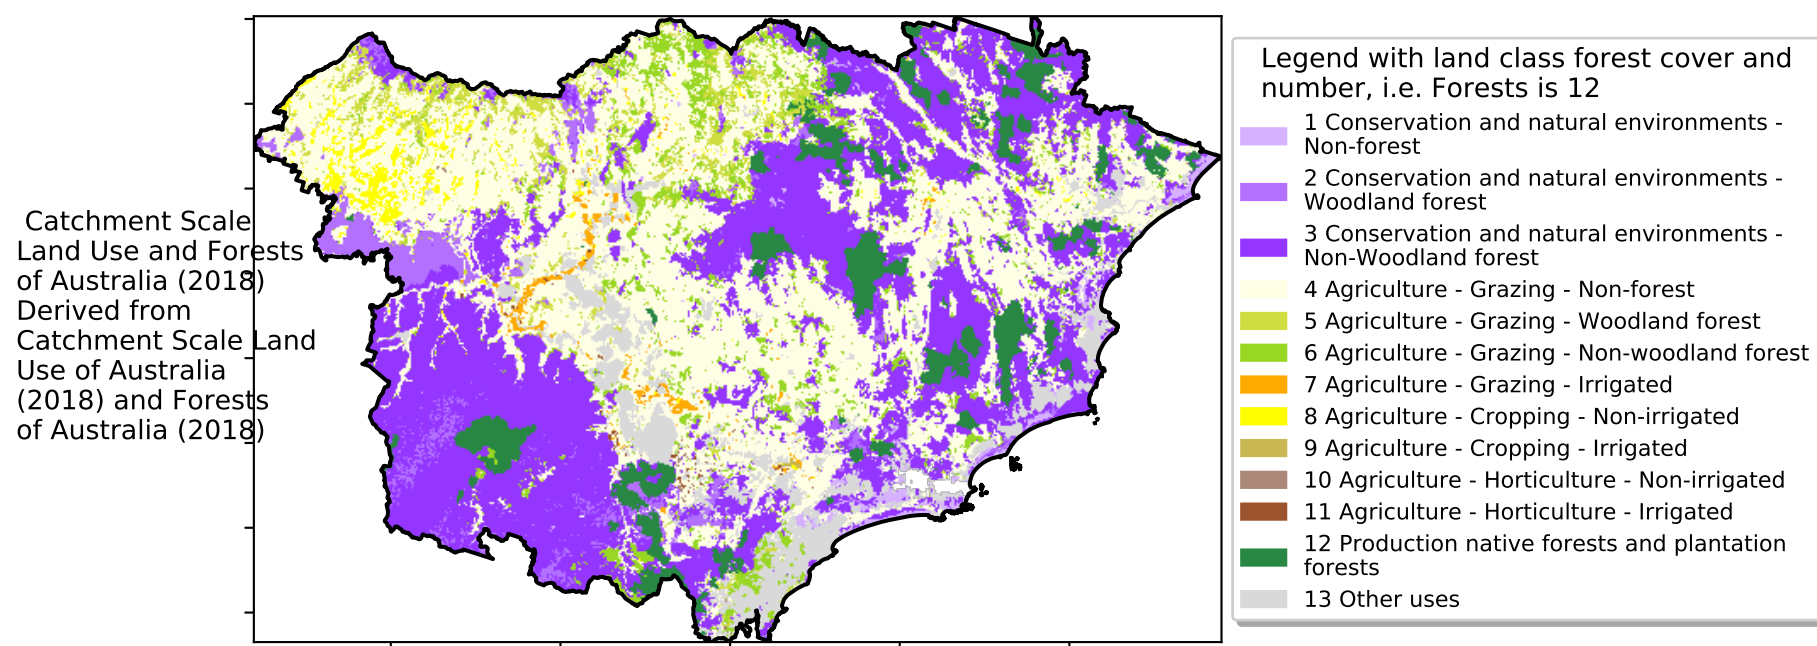 Catchment Scale
Land Use and Forests
of Australia (2018)
Derived from
Catchment Scale Land
Use of Australia
(2018) and Forests
of Australia (2018)
Legend with land class forest cover and
number, i.e. Forests is 12
1 Conservation and natural environments -
Non-forest
2 Conservation and natural environments -
Woodland forest
3 Conservation and natural environments -
Non-Woodland forest
4 Agriculture - Grazing - Non-forest
5 Agriculture - Grazing - Woodland forest
6 Agriculture - Grazing - Non-woodland forest
7 Agriculture - Grazing - Irrigated
8 Agriculture - Cropping - Non-irrigated
9 Agriculture - Cropping - Irrigated
10 Agriculture - Horticulture - Non-irrigated
11 Agriculture - Horticulture - Irrigated
12 Production native forests and plantation
forests
13 Other uses